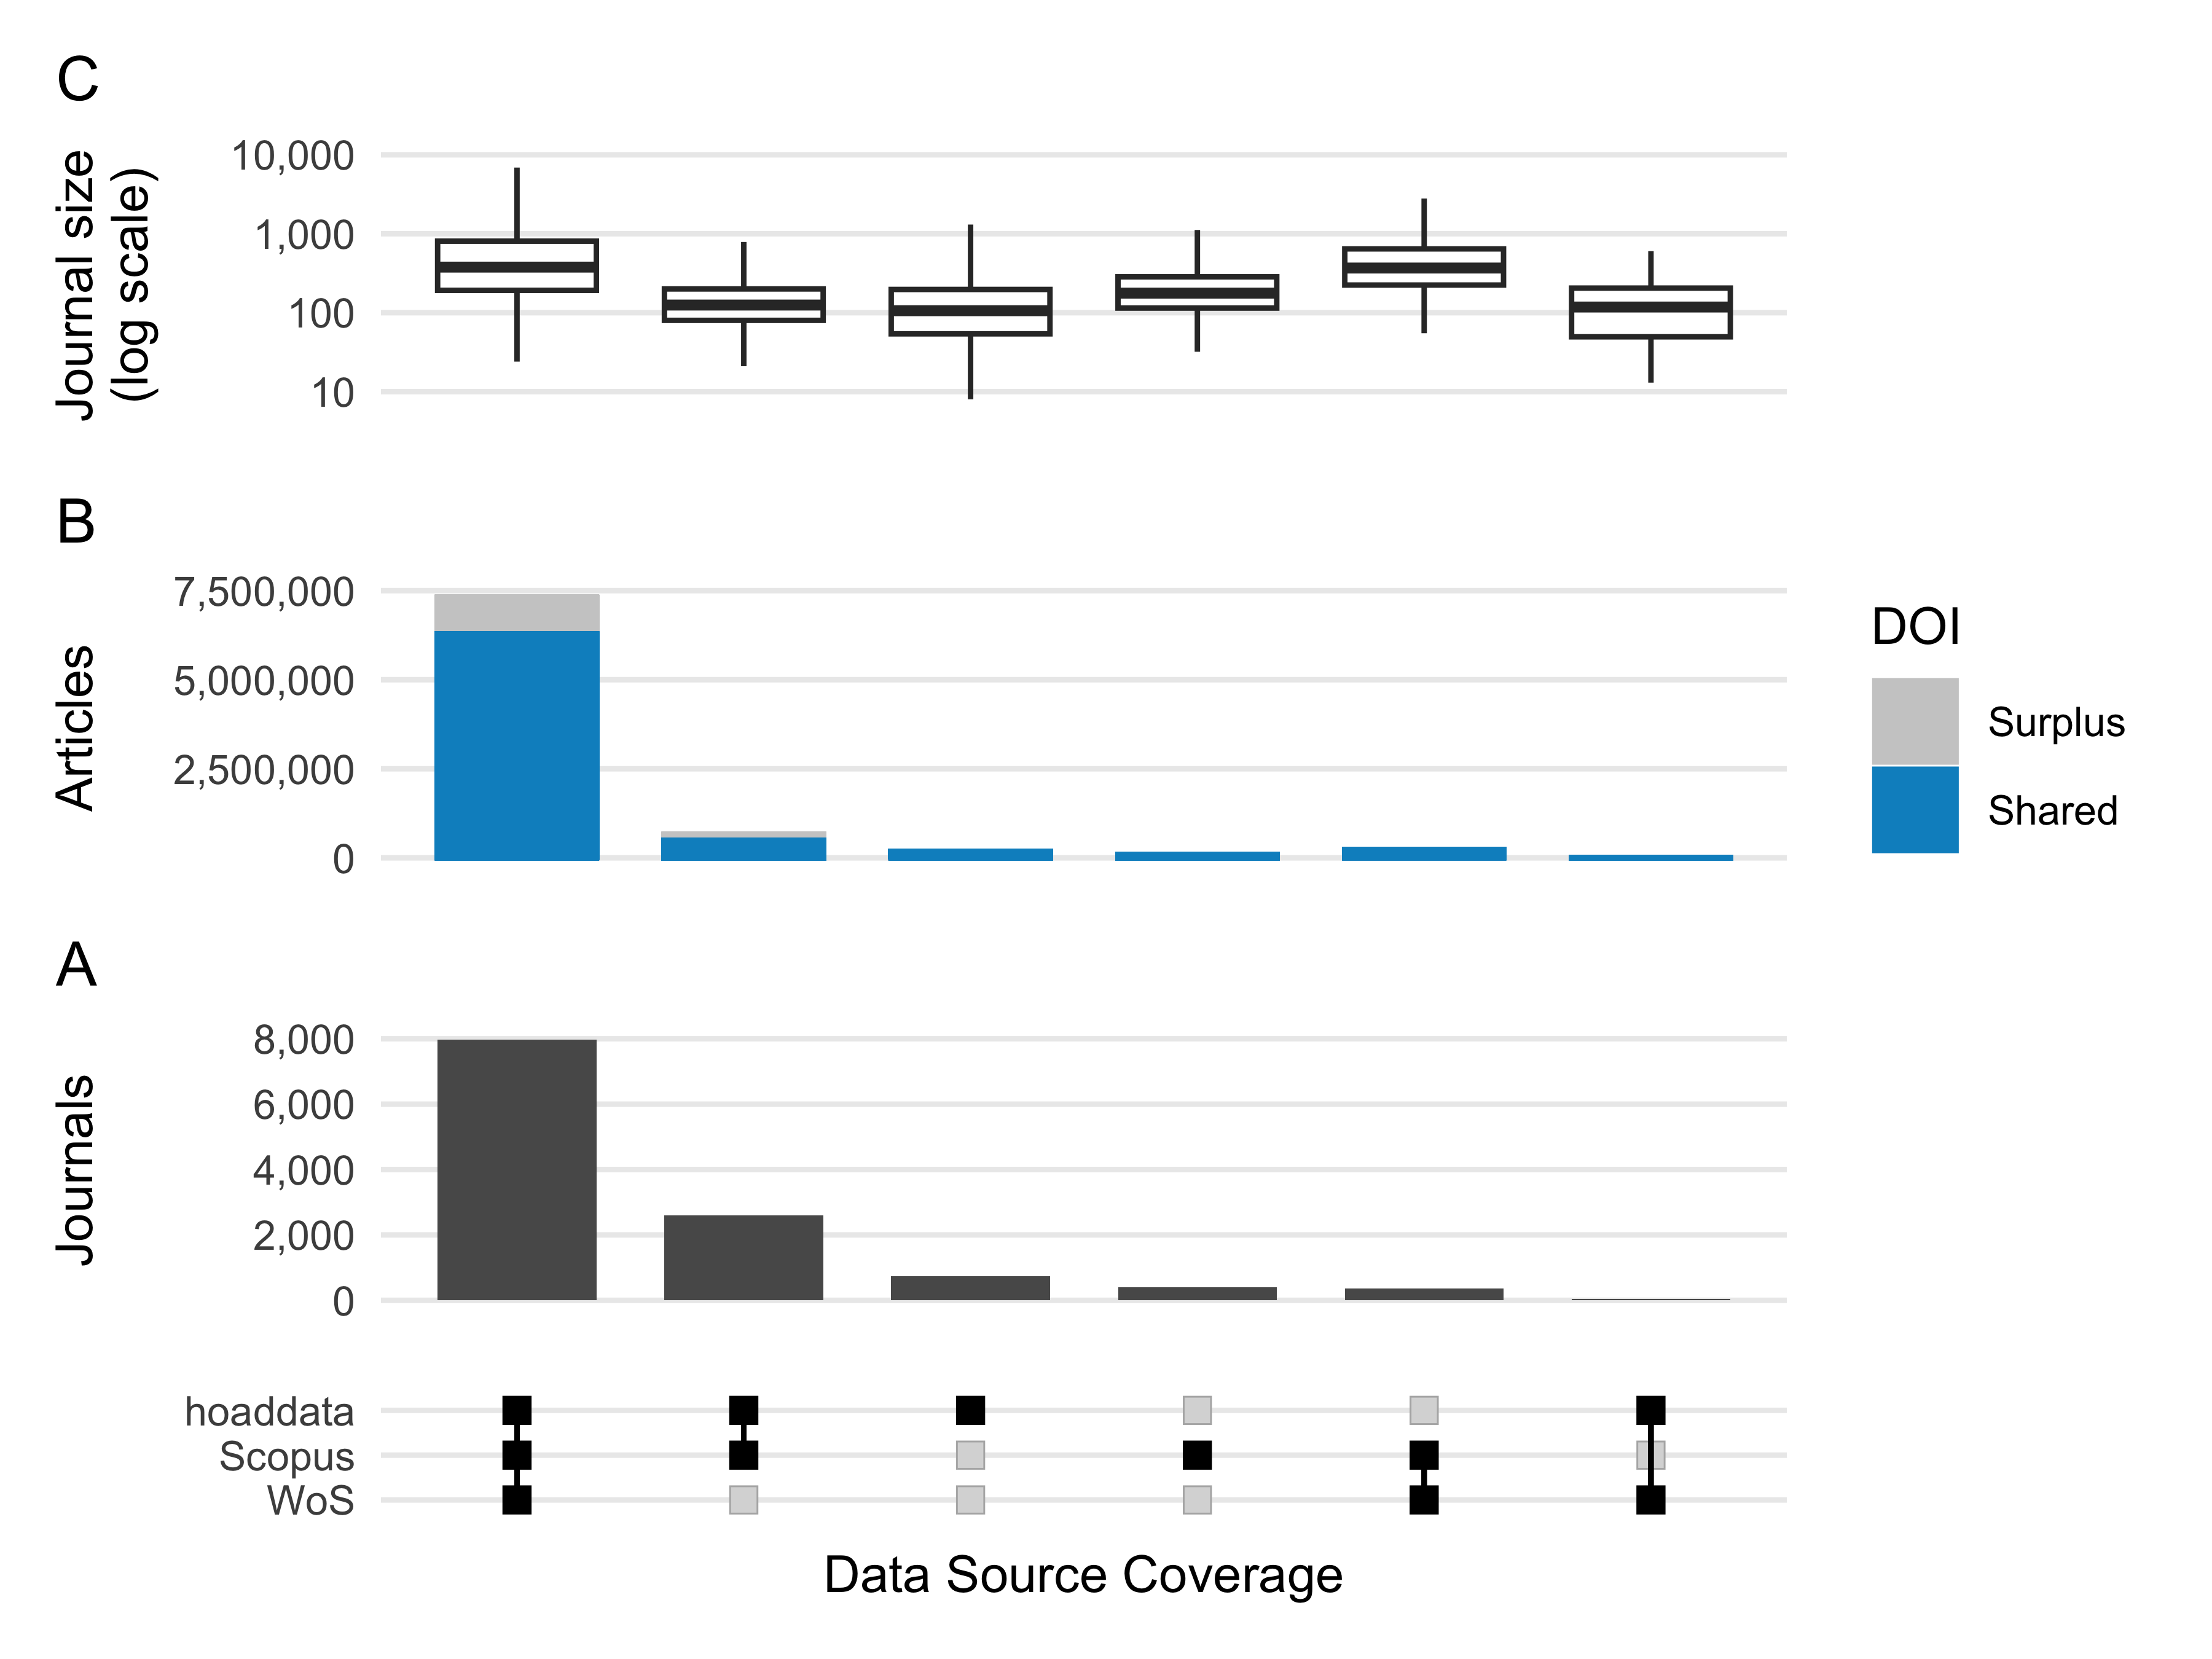 C
Journal size
(log scale)
10,000
1,000
100
10
B
Articles
7,500,000
5,000,000
2,500,000
0
DOI
Surplus
Shared
A
Journals
8,000
6,000
4,000
2,000
0
hoaddata
Scopus
WoS
Data Source Coverage